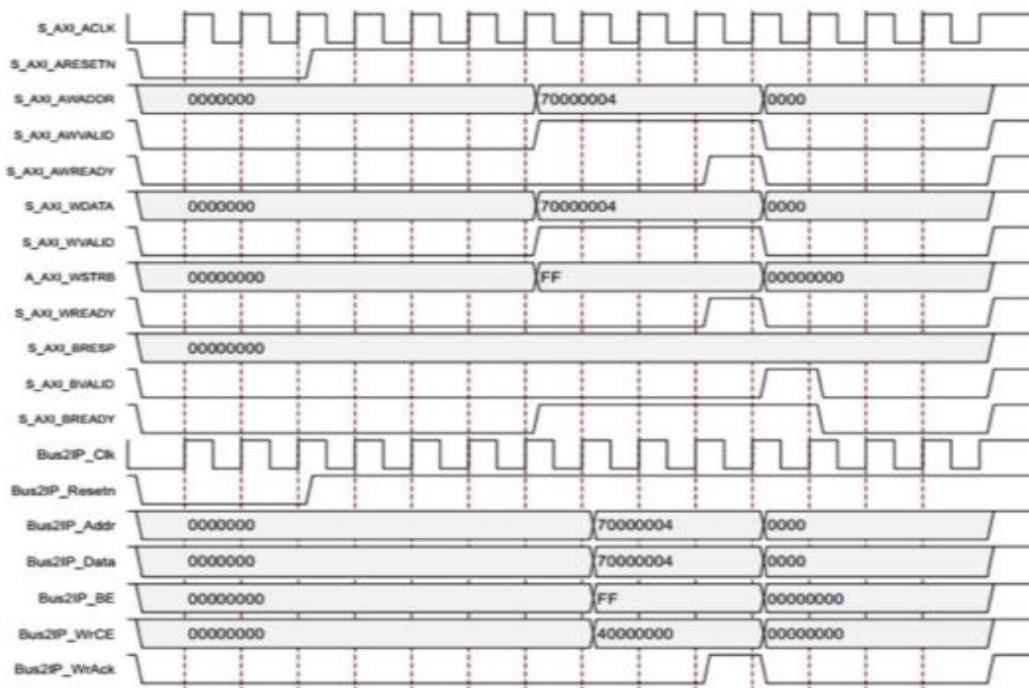 S_AXI_ACLK
S_AXI_ARESETN
S_AXI_AWADDR 0000000 70000004 0000
S_AXI_AWVALID
S_AXI_AWREADY
S_AXI_WDATA 0000000 70000004 0000
S_AXI_WVALID
A_AXI_WSTRB 00000000 FF 00000000
S_AXI_WREADY
S_AXI_BRESP 00000000
S_AXI_BVALID
S_AXI_BREADY
Bus2IP_Clk
Bus2IP_Resetn
Bus2IP_Addr 0000000 70000004 0000
Bus2IP_Data 0000000 70000004 0000
Bus2IP_BE 00000000 FF 00000000
Bus2IP_WrCE 00000000 40000000 00000000
Bus2IP_WrAck